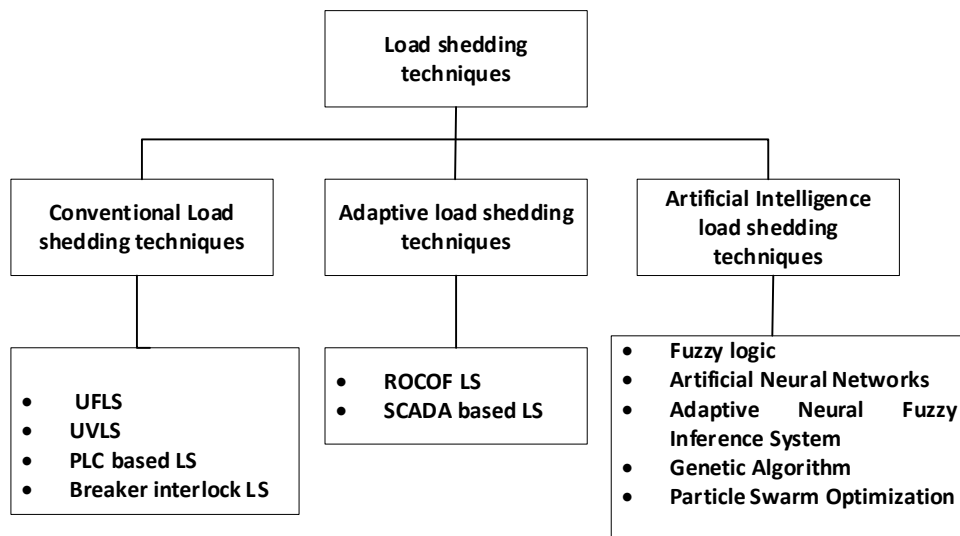 Load shedding
techniques
Conventional Load
shedding techniques
Adaptive load shedding
techniques
Artificial Intelligence
load shedding
techniques
• UFLS
• UVLS
• PLC based LS
• Breaker interlock LS
• ROCOF LS
• SCADA based LS
• Fuzzy logic
• Artificial Neural Networks
• Adaptive Neural Fuzzy
Inference System
• Genetic Algorithm
• Particle Swarm Optimization